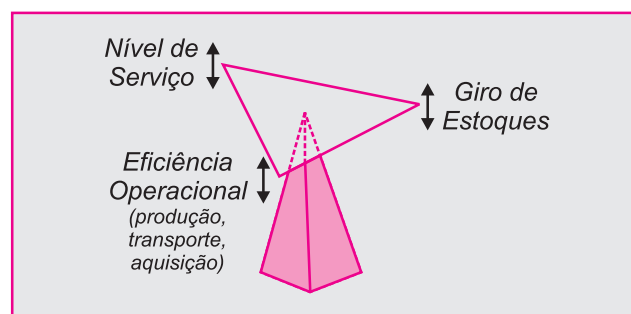 Nível de
Serviço
Giro de
Estoques
Eficiência
Operacional
(produção,
transporte,
aquisição)